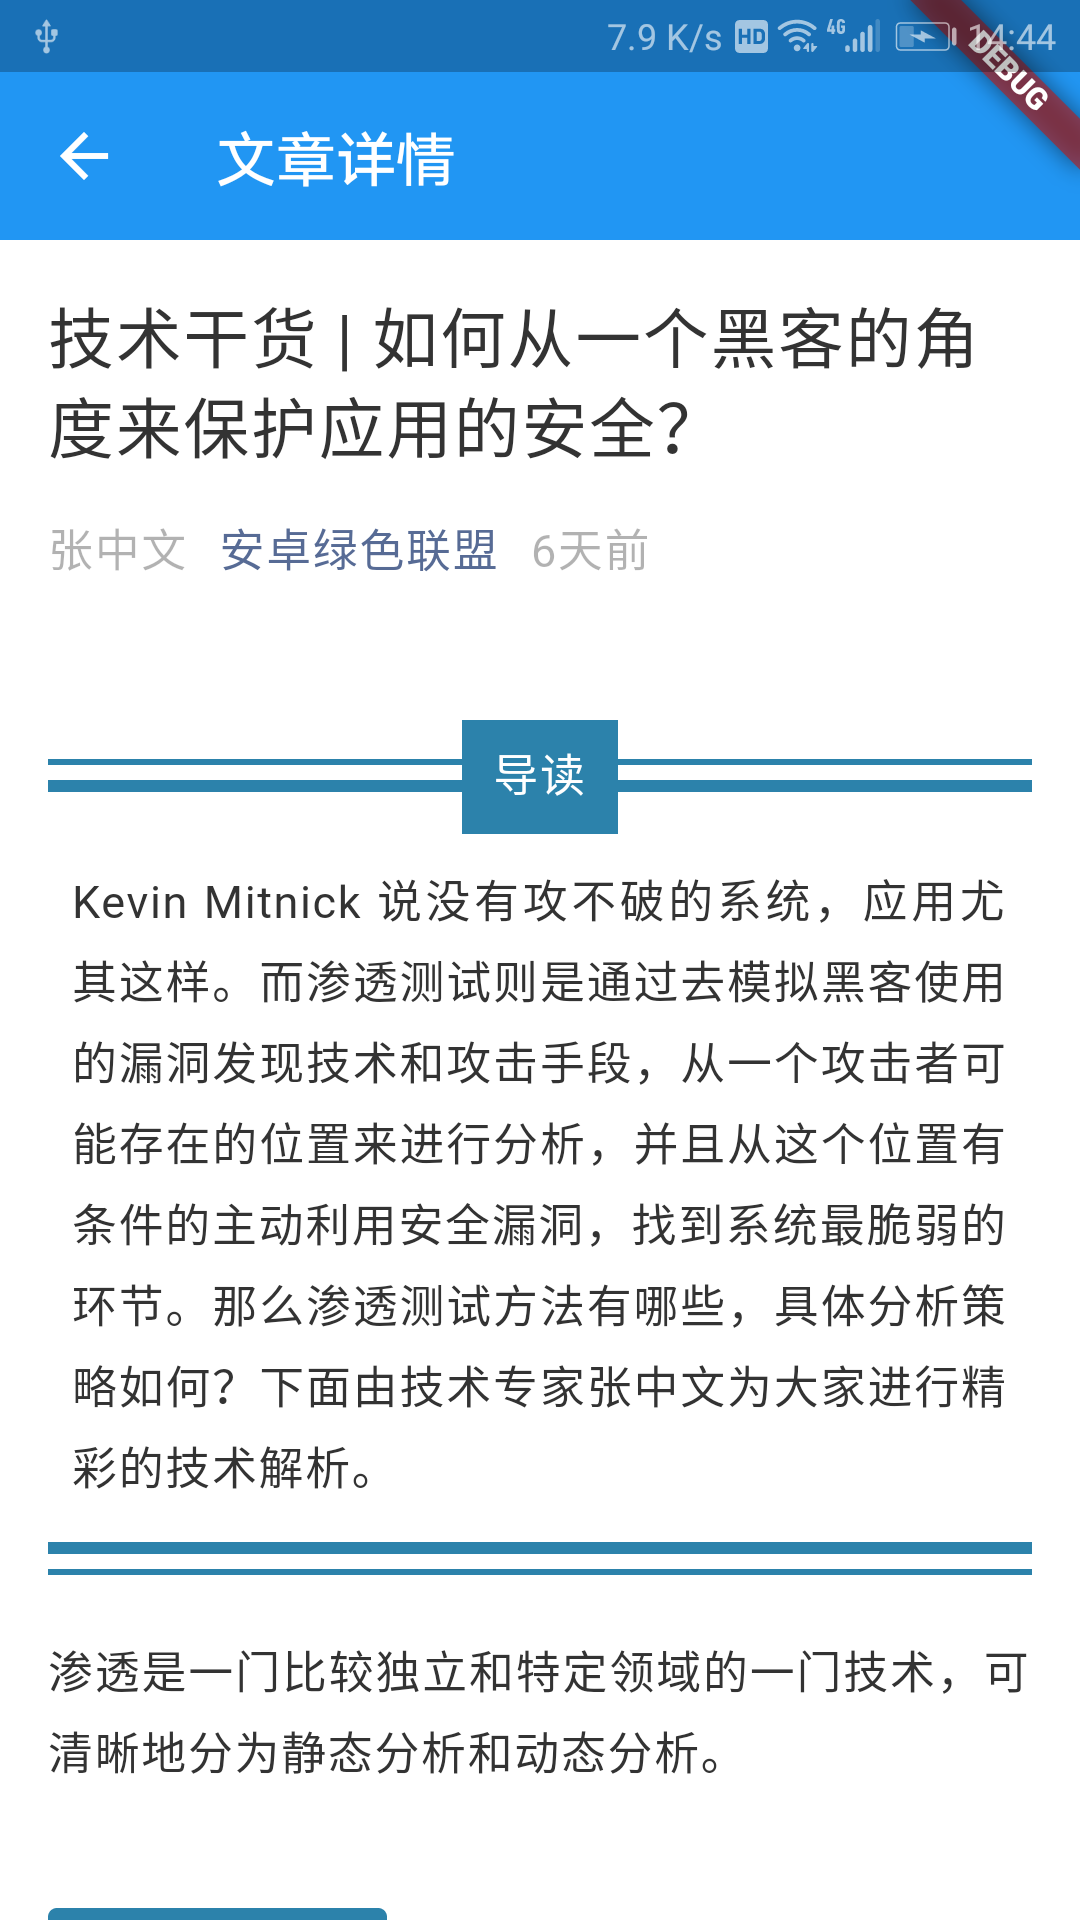 7.9 K/s HD 4G 14:44
DEBUG
文章详情
技术干货 | 如何从一个黑客的角
度来保护应用的安全？
张中文 安卓绿色联盟 6天前
导读
Kevin Mitnick 说没有攻不破的系统，应用尤
其这样。而渗透测试则是通过去模拟黑客使用
的漏洞发现技术和攻击手段，从一个攻击者可
能存在的位置来进行分析，并且从这个位置有
条件的主动利用安全漏洞，找到系统最脆弱的
环节。那么渗透测试方法有哪些，具体分析策
略如何？下面由技术专家张中文为大家进行精
彩的技术解析。
渗透是一门比较独立和特定领域的一门技术，可
清晰地分为静态分析和动态分析。